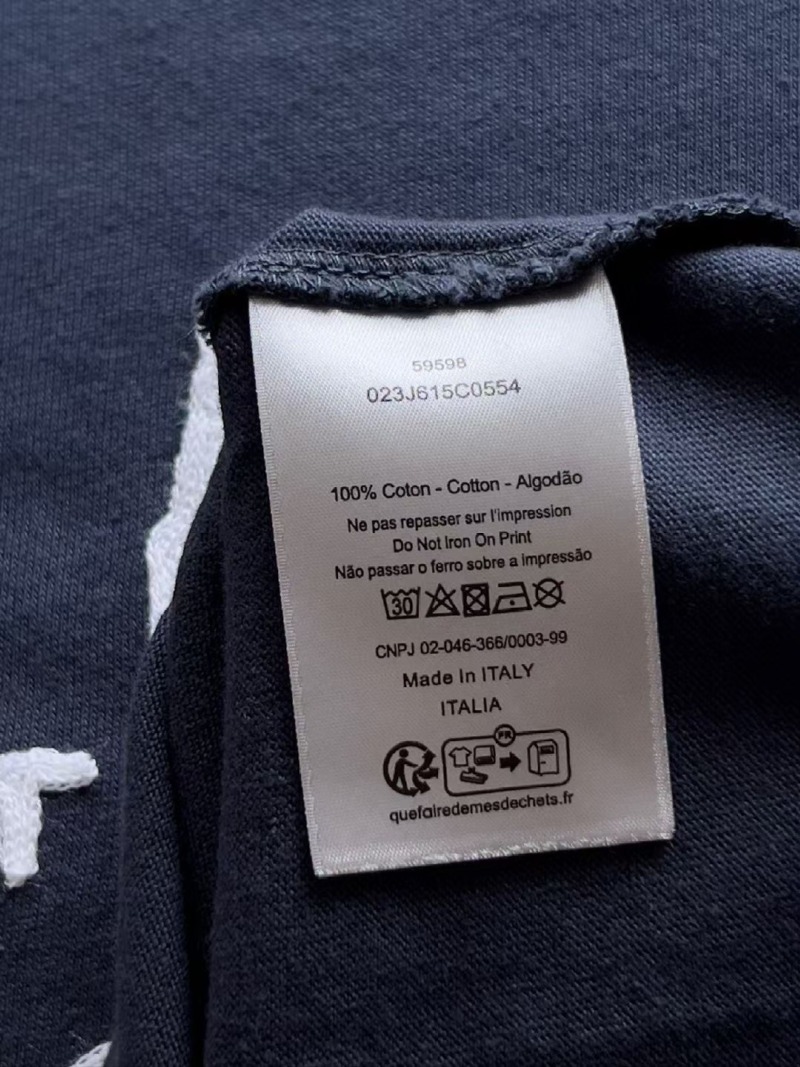 59598
023J615C0554
100% Coton - Cotton - Algodão
Ne pas repasser sur l'impression
Do Not Iron On Print
Não passar o ferro sobre a impressão
30
CNPJ 02-046-366/0003-99
Made In ITALY
ITALIA
FR
quefairedemesdechets.fr